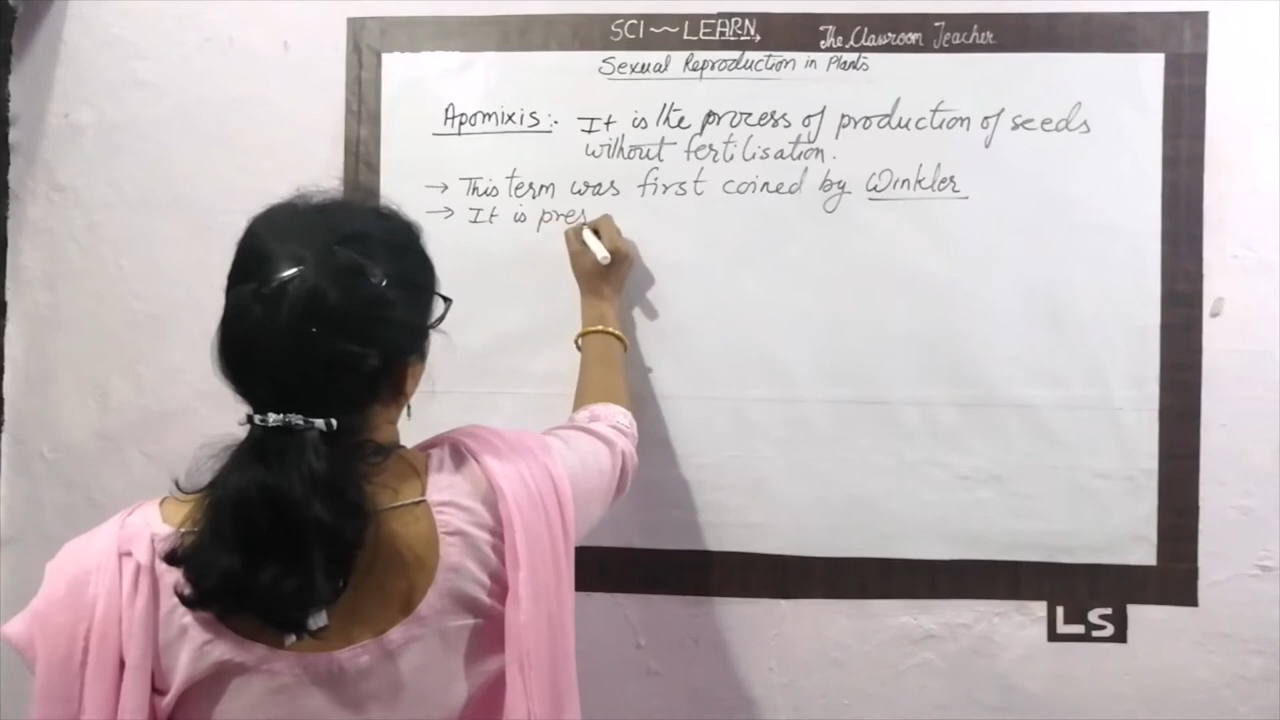 SCI~LEARN The Classroom Teacher
Sexual Reproduction in Plants
Apomixis:- It is the process of production of seeds
without fertilisation.
→ This term was first coined by Winkler
→ It is pres
LS